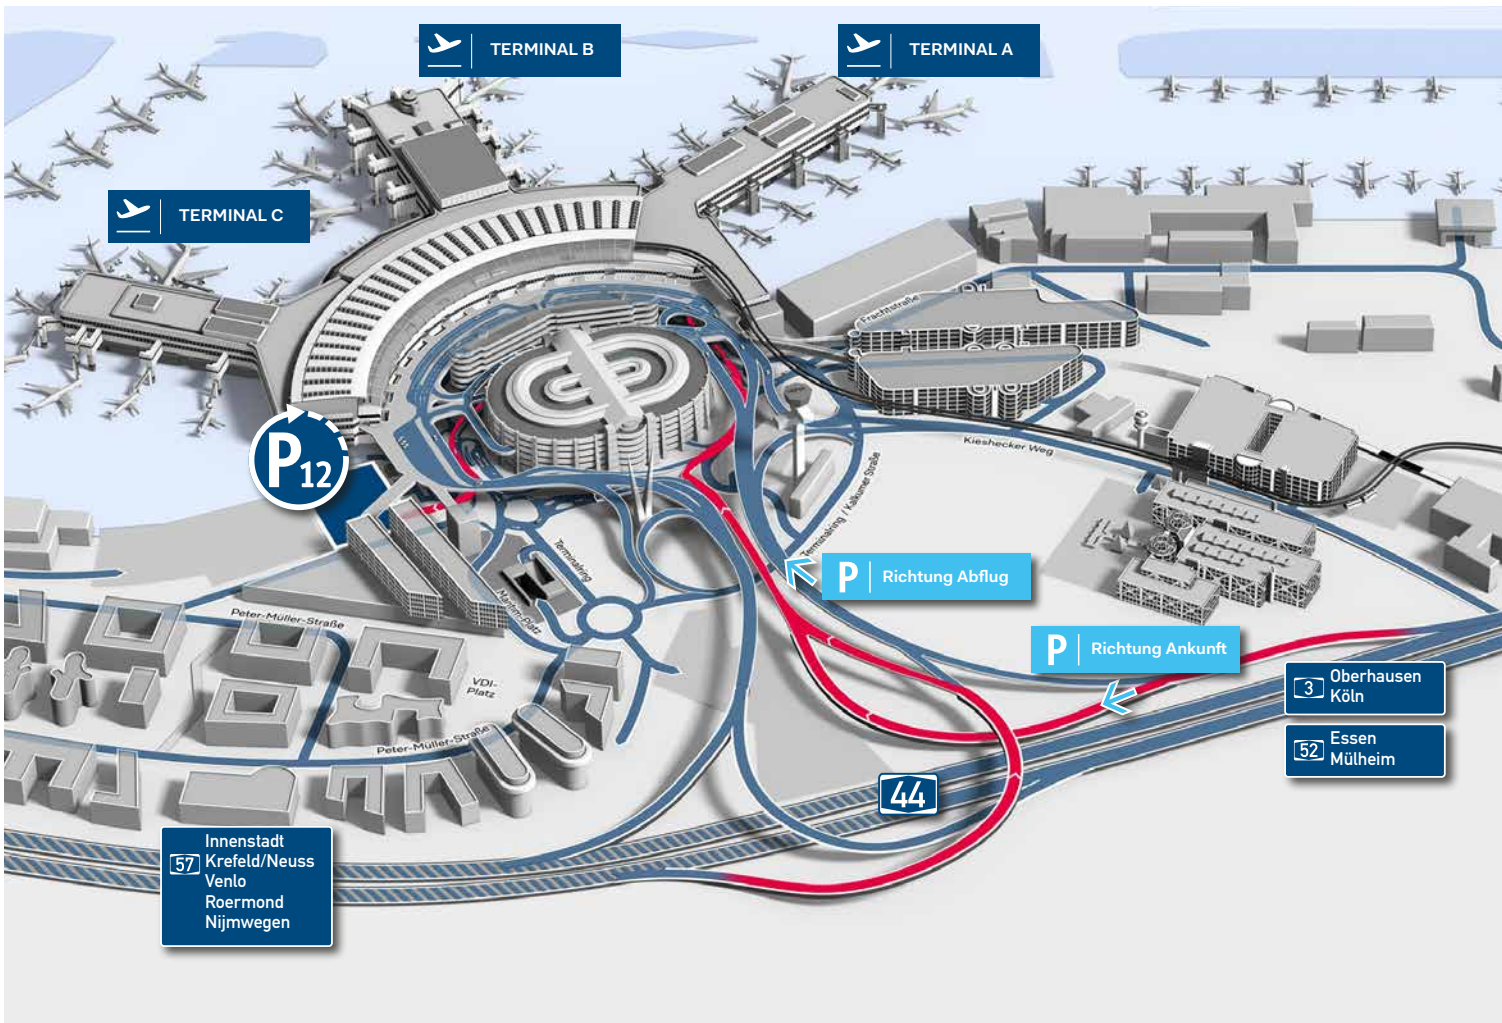 TERMINAL B
TERMINAL A
TERMINAL C
Frachtstraße
P12
Kieshecker Weg
Terminalring / Kalkumer Straße
Terminalring
P Richtung Abflug
Maritim-Platz
Peter-Müller-Straße
P Richtung Ankunft
VDI-
Platz
3 Oberhausen
Köln
Peter-Müller-Straße
52 Essen
Mülheim
44
57 Innenstadt
Krefeld/Neuss
Venlo
Roermond
Nijmwegen